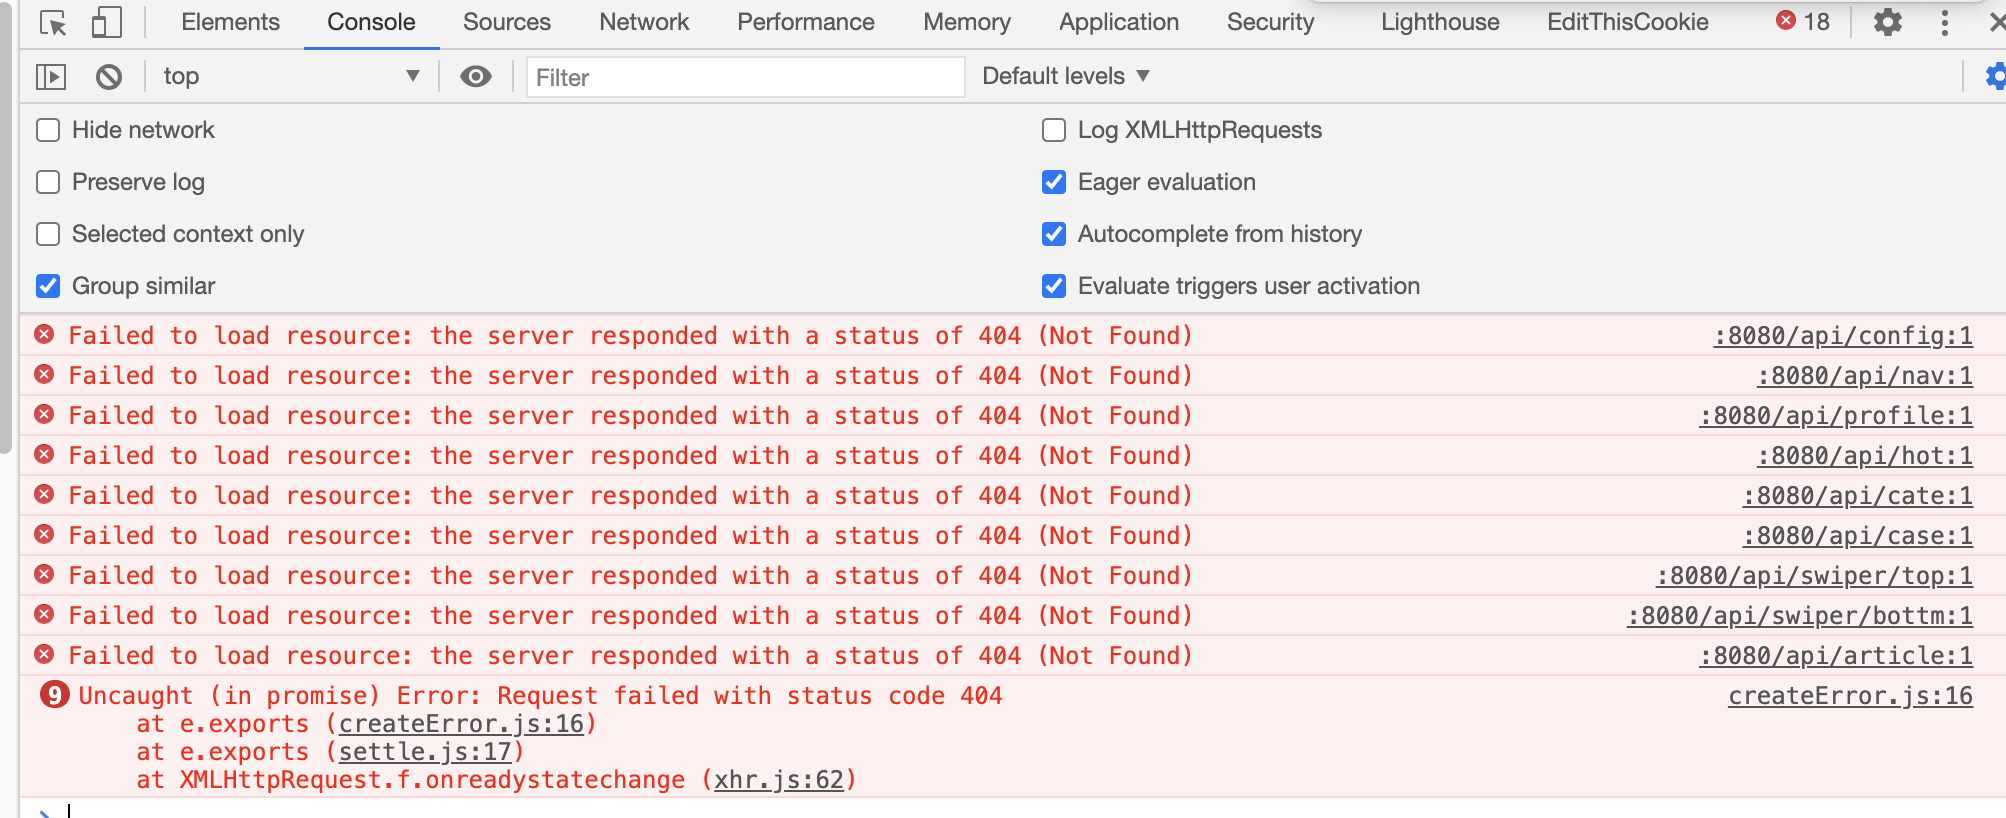 Elements Console Sources Network Performance Memory Application Security Lighthouse EditThisCookie 18
top Filter Default levels
Hide network Log XMLHttpRequests
Preserve log Eager evaluation
Selected context only Autocomplete from history
Group similar Evaluate triggers user activation
Failed to load resource: the server responded with a status of 404 (Not Found) :8080/api/config:1
Failed to load resource: the server responded with a status of 404 (Not Found) :8080/api/nav:1
Failed to load resource: the server responded with a status of 404 (Not Found) :8080/api/profile:1
Failed to load resource: the server responded with a status of 404 (Not Found) :8080/api/hot:1
Failed to load resource: the server responded with a status of 404 (Not Found) :8080/api/cate:1
Failed to load resource: the server responded with a status of 404 (Not Found) :8080/api/case:1
Failed to load resource: the server responded with a status of 404 (Not Found) :8080/api/swiper/top:1
Failed to load resource: the server responded with a status of 404 (Not Found) :8080/api/swiper/bottm:1
Failed to load resource: the server responded with a status of 404 (Not Found) :8080/api/article:1
9 Uncaught (in promise) Error: Request failed with status code 404 createError.js:16
at e.exports (createError.js:16)
at e.exports (settle.js:17)
at XMLHttpRequest.f.onreadystatechange (xhr.js:62)